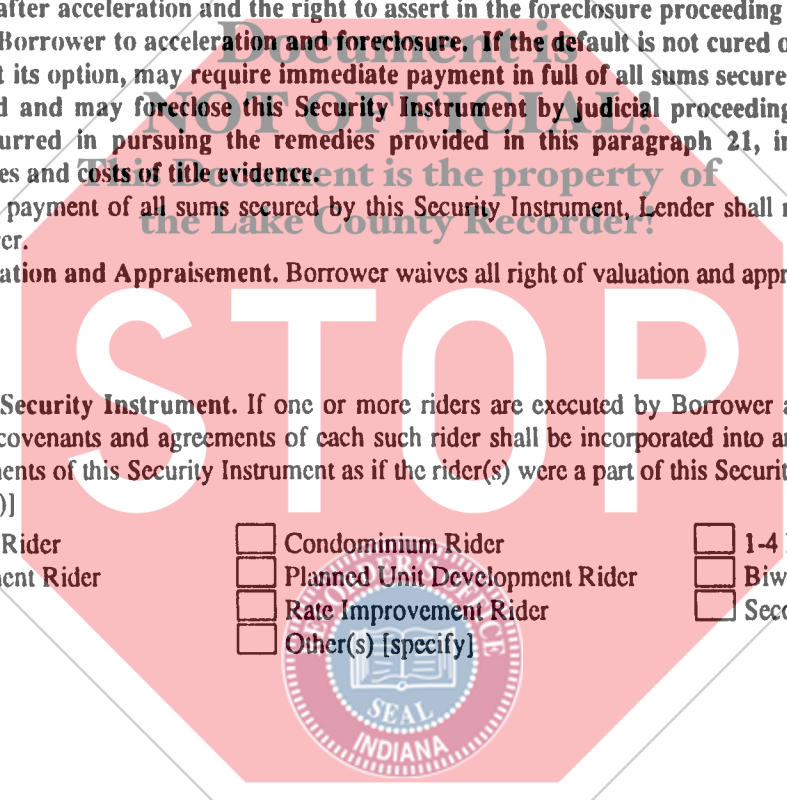 after acceleration and the right to assert in the foreclosure proceeding
Document is
Borrower to acceleration and foreclosure. If the default is not cured o
t its option, may require immediate payment in full of all sums secure
NOT OFFICIAL!
d and may foreclose this Security Instrument by judicial proceeding
urred in pursuing the remedies provided in this paragraph 21, in
es and costs of title evidence.
This Document is the property of
payment of all sums secured by this Security Instrument, Lender shall
the Lake County Recorder!
er.
ation and Appraisement. Borrower waives all right of valuation and appr
STOP
Security Instrument. If one or more riders are executed by Borrower a
covenants and agreements of each such rider shall be incorporated into a
ents of this Security Instrument as if the rider(s) were a part of this Securit
)]
Rider Condominium Rider 1-4
ent Rider Planned Unit Development Rider Biw
Rate Improvement Rider Seco
Other(s) [specify]
RECORDER'S OFFICE
SEAL
INDIANA